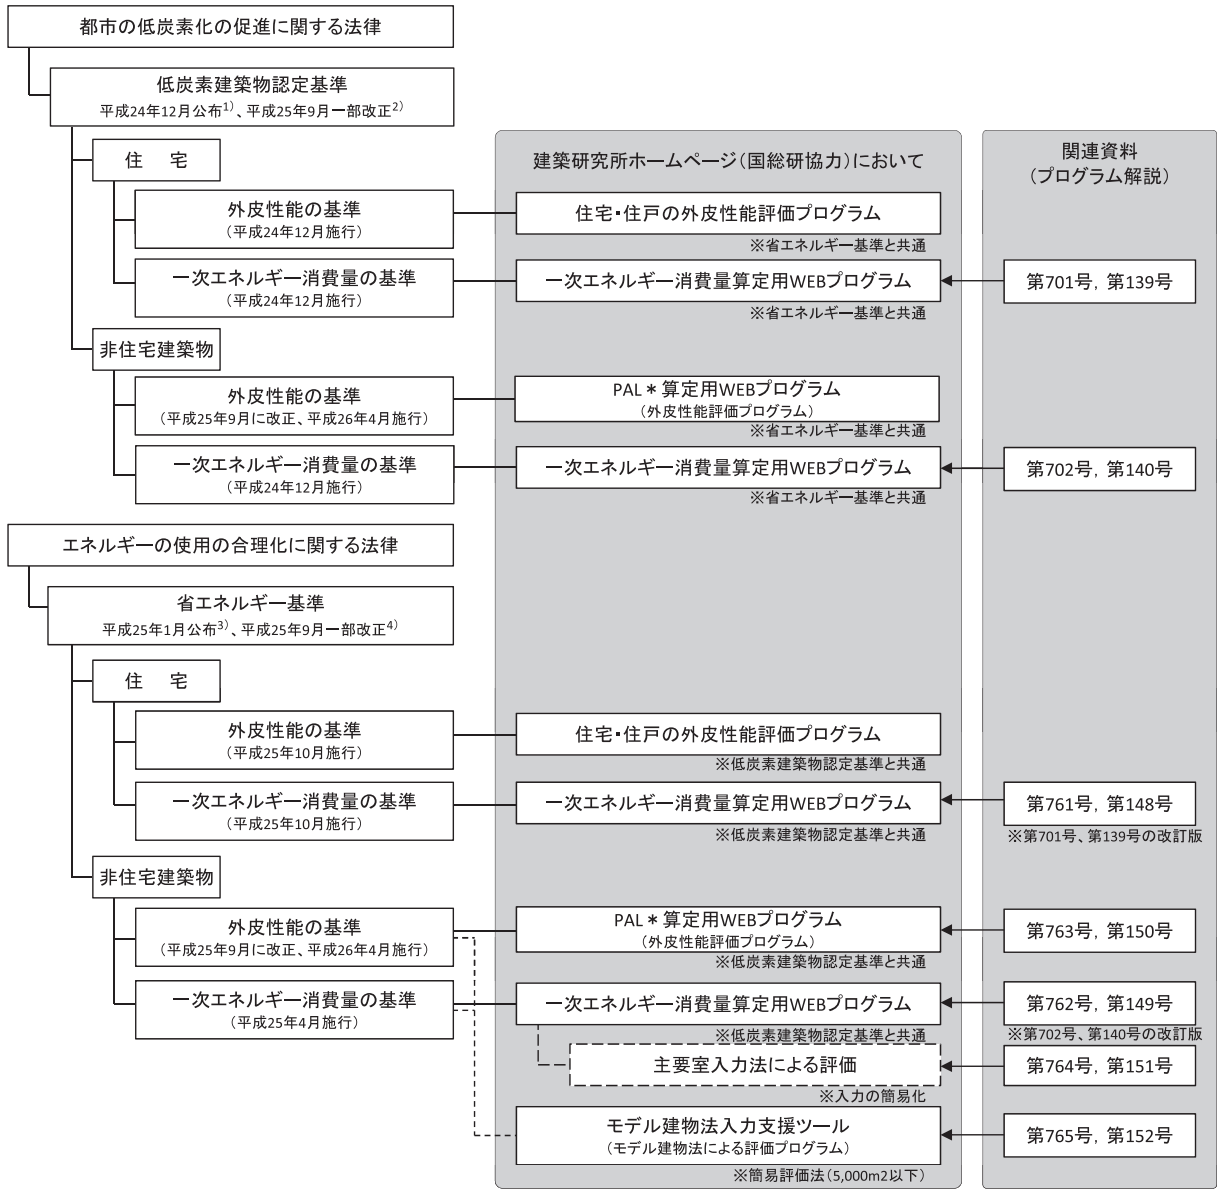 都市の低炭素化の促進に関する法律
低炭素建築物認定基準
平成24年12月公布1)、平成25年9月一部改正2)
住　宅
外皮性能の基準
（平成24年12月施行）
一次エネルギー消費量の基準
（平成24年12月施行）
非住宅建築物
外皮性能の基準
（平成25年9月に改正、平成26年4月施行）
一次エネルギー消費量の基準
（平成24年12月施行）
建築研究所ホームページ（国総研協力）において
住宅・住戸の外皮性能評価プログラム
※省エネルギー基準と共通
一次エネルギー消費量算定用WEBプログラム
※省エネルギー基準と共通
PAL＊算定用WEBプログラム
（外皮性能評価プログラム）
※省エネルギー基準と共通
一次エネルギー消費量算定用WEBプログラム
※省エネルギー基準と共通
関連資料
（プログラム解説）
第701号，第139号
第702号，第140号
エネルギーの使用の合理化に関する法律
省エネルギー基準
平成25年1月公布3)、平成25年9月一部改正4)
住　宅
外皮性能の基準
（平成25年10月施行）
一次エネルギー消費量の基準
（平成25年10月施行）
非住宅建築物
外皮性能の基準
（平成25年9月に改正、平成26年4月施行）
一次エネルギー消費量の基準
（平成25年4月施行）
住宅・住戸の外皮性能評価プログラム
※低炭素建築物認定基準と共通
一次エネルギー消費量算定用WEBプログラム
※低炭素建築物認定基準と共通
PAL＊算定用WEBプログラム
（外皮性能評価プログラム）
※低炭素建築物認定基準と共通
一次エネルギー消費量算定用WEBプログラム
※低炭素建築物認定基準と共通
主要室入力法による評価
※入力の簡易化
モデル建物法入力支援ツール
（モデル建物法による評価プログラム）
※簡易評価法（5,000m2以下）
第761号，第148号
※第701号、第139号の改訂版
第763号，第150号
第762号，第149号
※第702号、第140号の改訂版
第764号，第151号
第765号，第152号